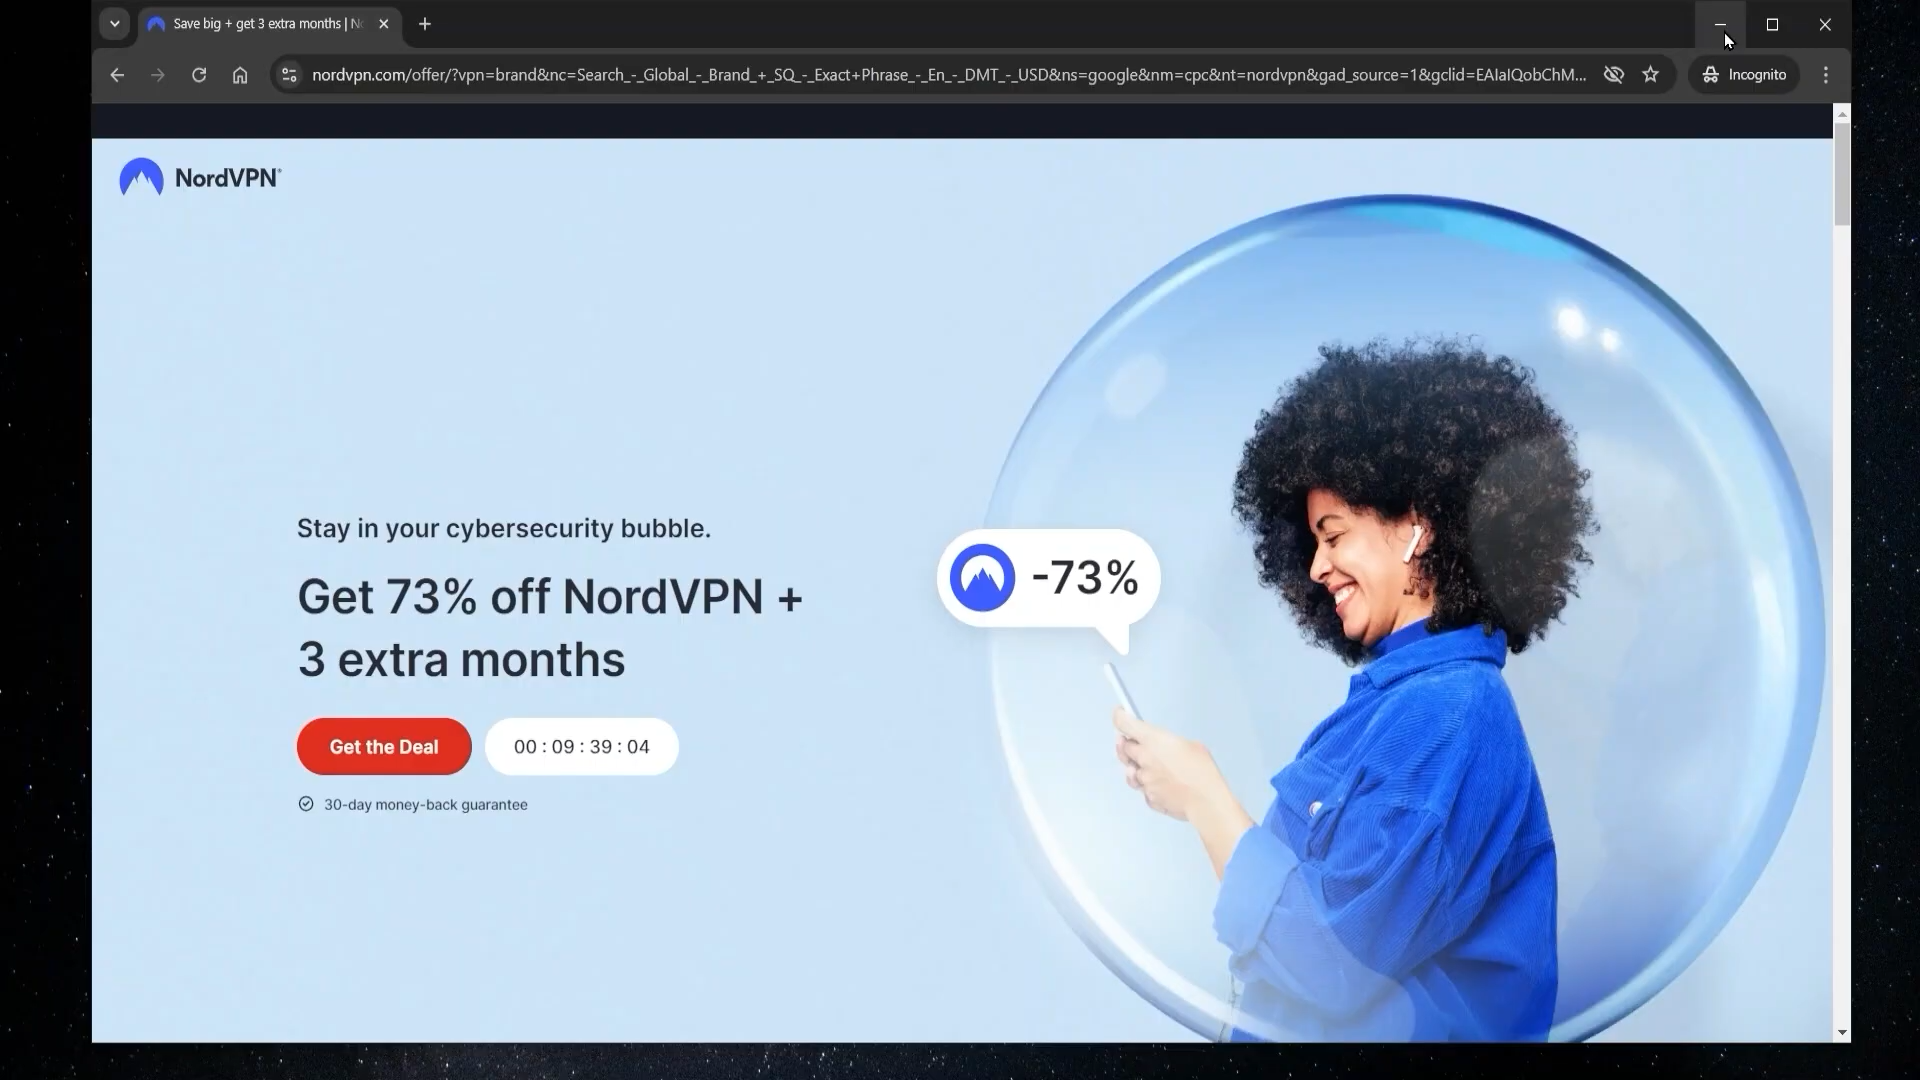 Save big + get 3 extra months | N
nordvpn.com/offer/?vpn=brand&nc=Search_-_Global_-_Brand_+_SQ_-_Exact+Phrase_-_En_-_DMT_-_USD&ns=google&nm=cpc&nt=nordvpn&gad_source=1&gclid=EAIaIQobChM...
Incognito
NordVPN®
Stay in your cybersecurity bubble.
Get 73% off NordVPN +
3 extra months
-73%
Get the Deal
00 : 09 : 39 : 04
30-day money-back guarantee